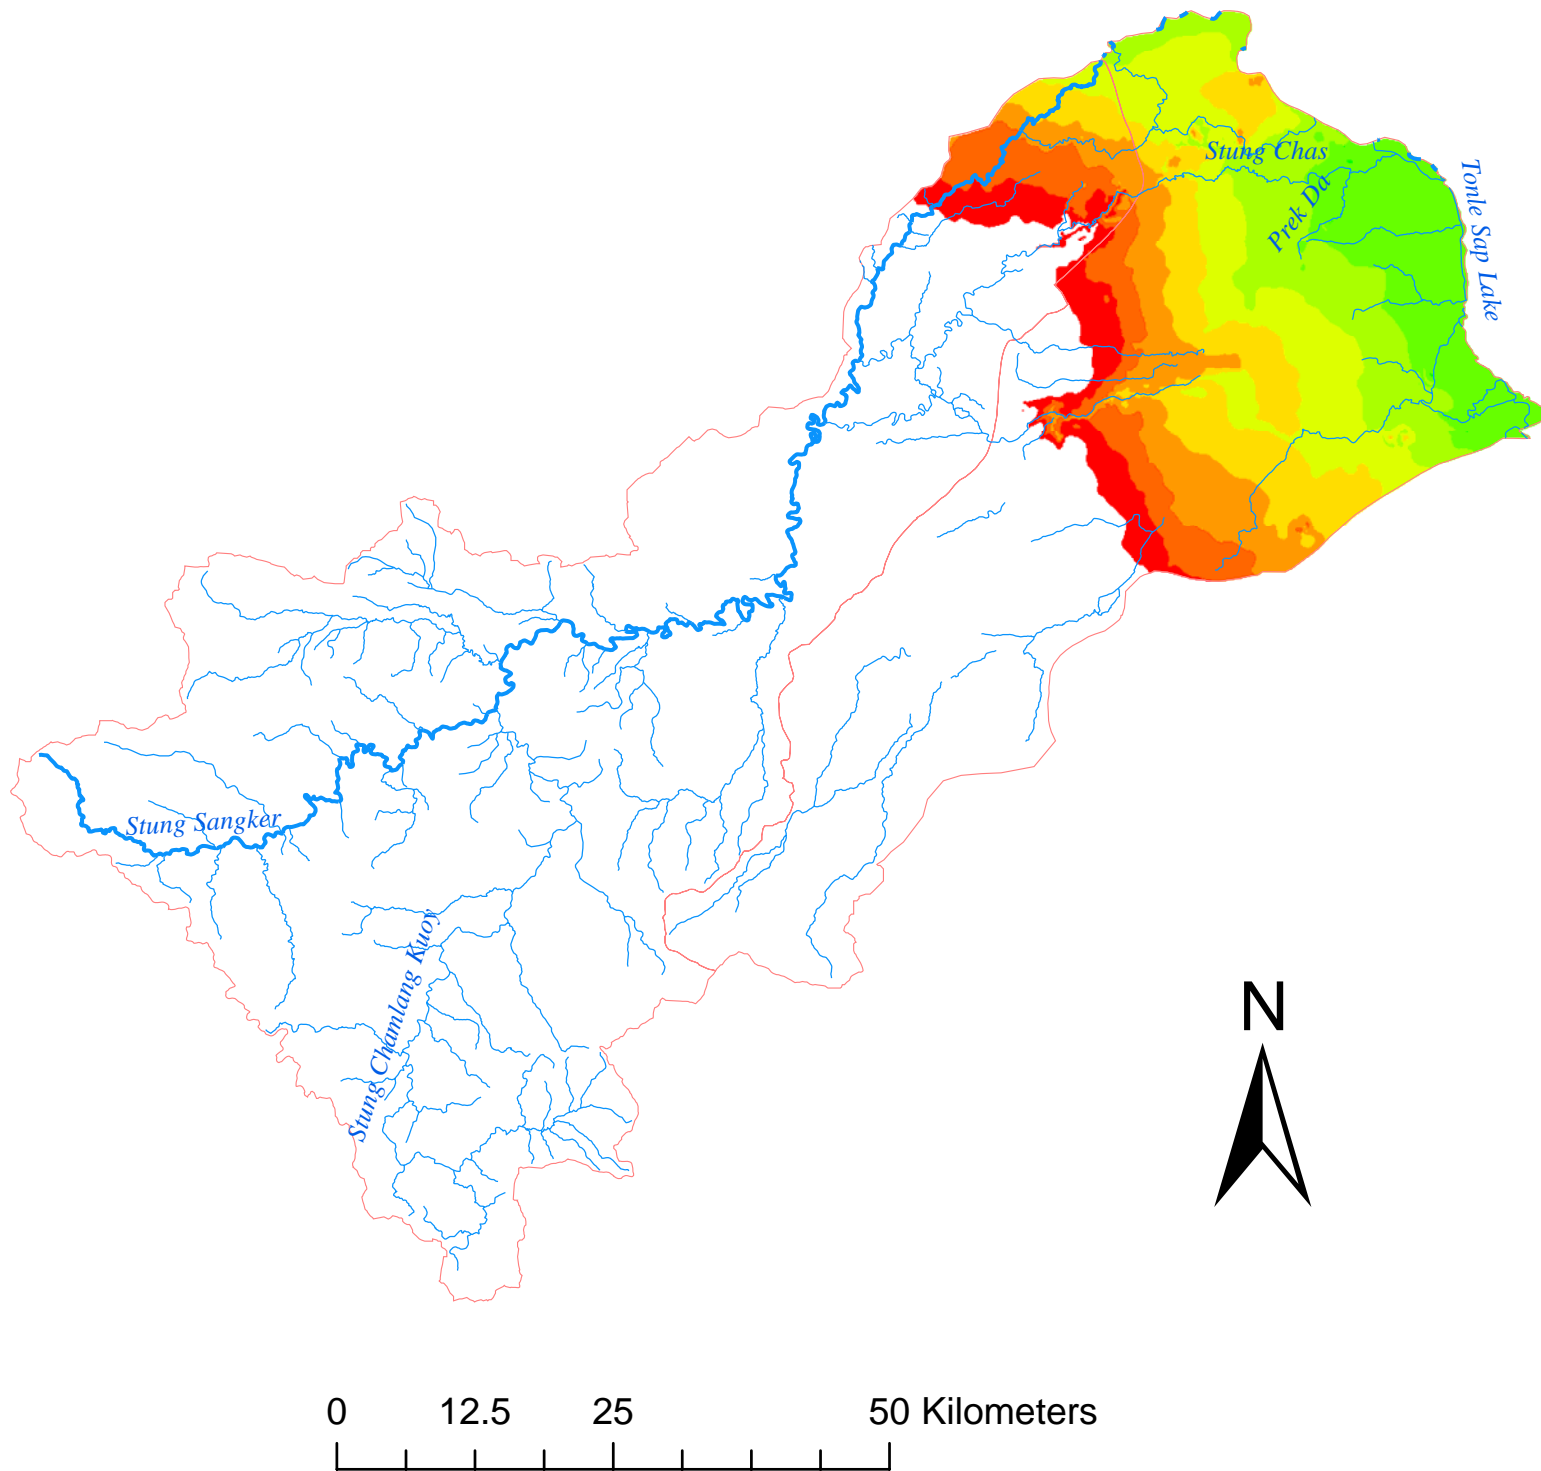 Stung Chas
Prek Da
Tonle Sap Lake
Stung Sangker
Stung Chamlang Kuoy
N
0 12.5 25 50 Kilometers